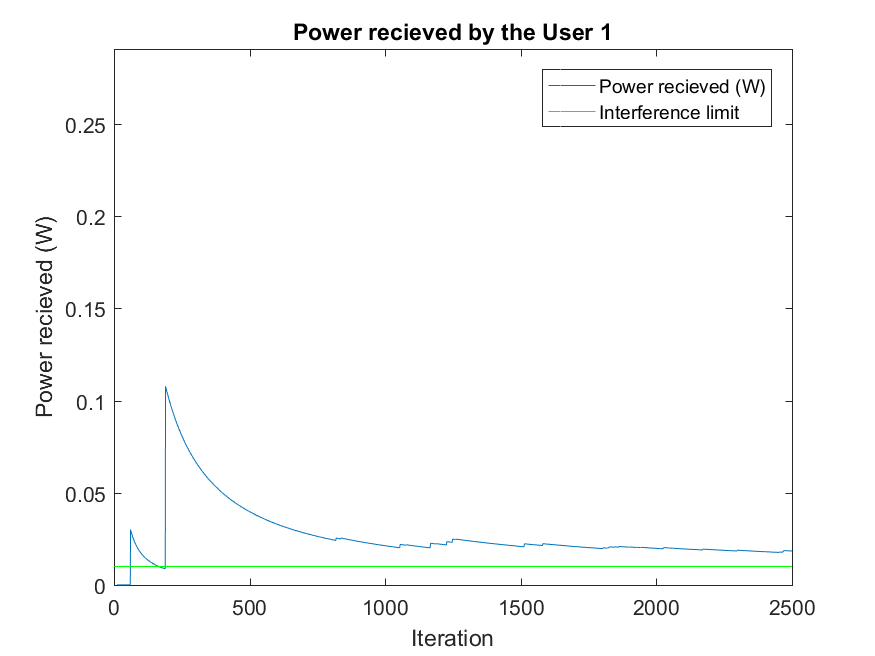 Power recieved by the User 1
Power recieved (W)
Interference limit
Power recieved (W)
0.25
0.2
0.15
0.1
0.05
0
0 500 1000 1500 2000 2500
Iteration